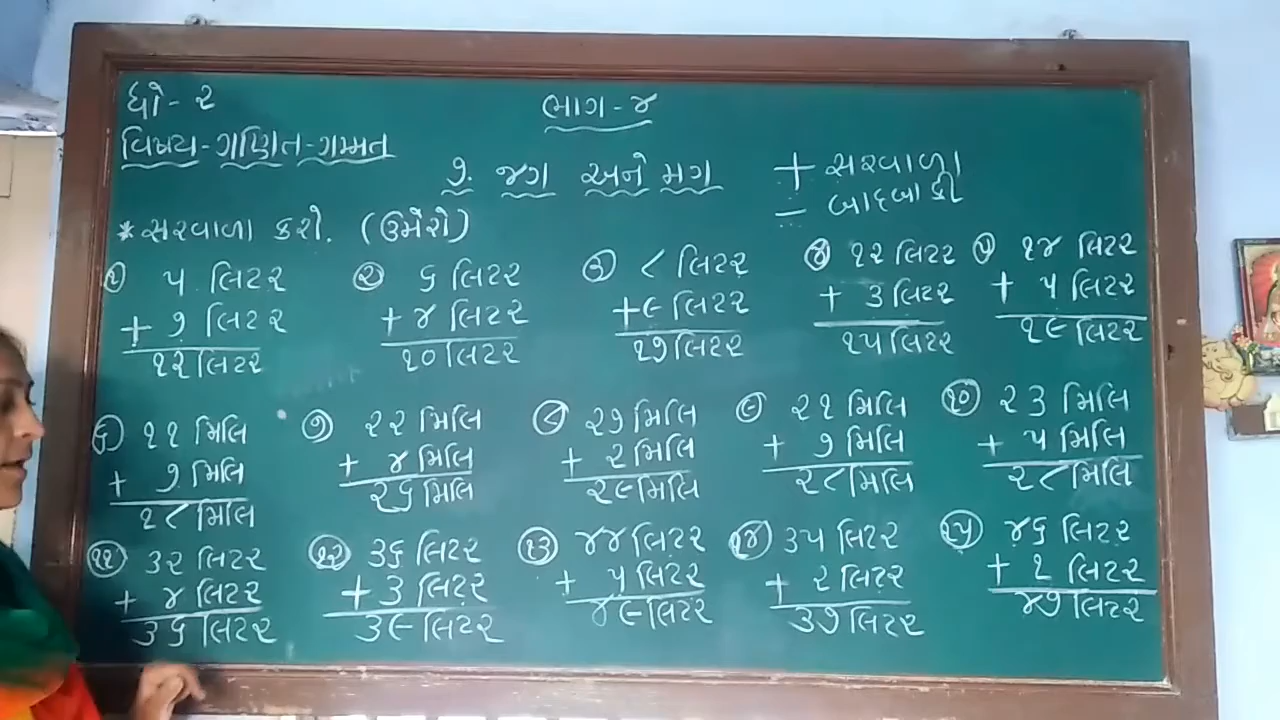 ધો - ૨
ભાગ - ૪
વિષય - ગણિત - ગમ્મત
૭. જગ અને મગ
+ સરવાળા
- બાદબાકી
* સરવાળા કરો. (ઉમેરો)
૧ ૫ લિટર
+ ૭ લિટર
૧૨ લિટર
૨ ૬ લિટર
+ ૪ લિટર
૧૦ લિટર
૩ ૮ લિટર
+ ૯ લિટર
૧૭ લિટર
૪ ૧૨ લિટર
+ ૩ લિટર
૧૫ લિટર
૫ ૧૪ લિટર
+ ૫ લિટર
૧૯ લિટર
૬ ૧૧ મિલિ
+ ૭ મિલિ
૧૮ મિલિ
૭ ૨૨ મિલિ
+ ૪ મિલિ
૨૬ મિલિ
૮ ૨૭ મિલિ
+ ૨ મિલિ
૨૯ મિલિ
૯ ૨૧ મિલિ
+ ૭ મિલિ
૨૮ મિલિ
૧૦ ૨૩ મિલિ
+ ૫ મિલિ
૨૮ મિલિ
૧૧ ૩૨ લિટર
+ ૪ લિટર
૩૬ લિટર
૧૨ ૩૬ લિટર
+ ૩ લિટર
૩૯ લિટર
૧૩ ૪૪ લિટર
+ ૫ લિટર
૪૯ લિટર
૧૪ ૩૫ લિટર
+ ૨ લિટર
૩૭ લિટર
૧૫ ૪૬ લિટર
+ ૧ લિટર
૪૭ લિટર